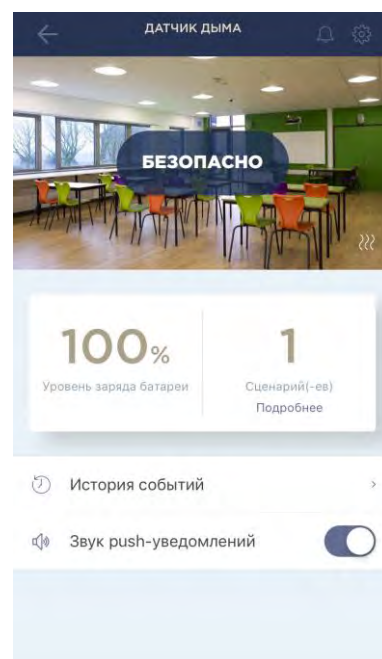 ДАТЧИК ДЫМА
БЕЗОПАСНО
100%
Уровень заряда батареи
1
Сценарий(-ев)
Подробнее
История событий
Звук push-уведомлений